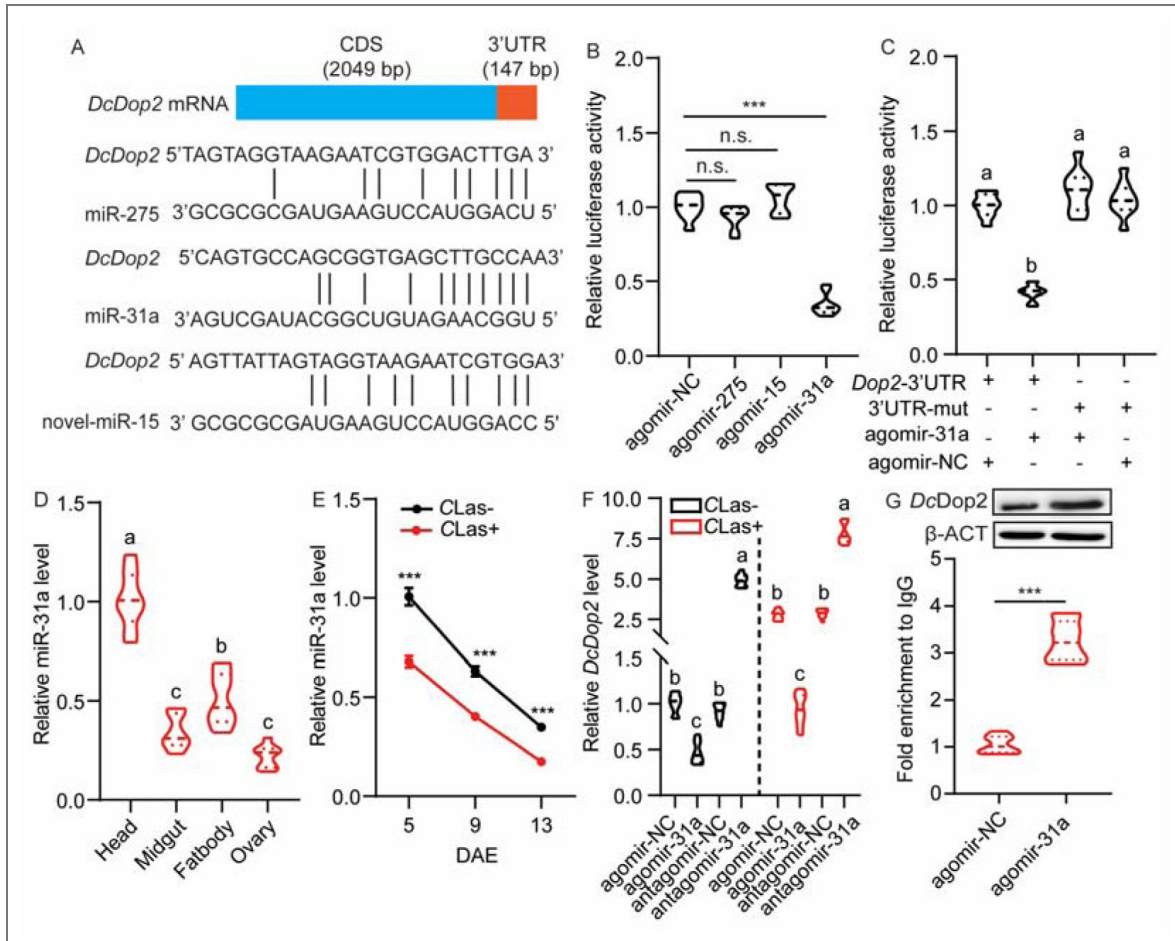 A
CDS
(2049 bp)
3’UTR
(147 bp)
DcDop2 mRNA
DcDop2 5’TAGTAGGTAAGAATCGTGGACTTGA 3’
miR-275 3’GCGCGCGAUGAAGUCCAUGGACU 5’
DcDop2 5’CAGTGCCAGCGGTGAGCTTGCCAA3’
miR-31a 3’AGUCGAUACGGCUGUAGAACGGU 5’
DcDop2 5’ AGTTATTAGTAGGTAAGAATCGTGGA3’
novel-miR-15 3’ GCGCGCGAUGAAGUCCAUGGACC 5’
B
Relative luciferase activity
2.0
1.5
1.0
0.5
0.0
***
n.s.
n.s.
agomir-NC
agomir-275
agomir-15
agomir-31a
C
Relative luciferase activity
2.0
1.5
1.0
0.5
0.0
a
b
a
a
Dop2-3’UTR + + - -
3’UTR-mut - - + +
agomir-31a - + + -
agomir-NC + - - +
D
Relative miR-31a level
1.5
1.0
0.5
0.0
a
c
b
c
Head
Midgut
Fatbody
Ovary
E
Relative miR-31a level
1.5
1.0
0.5
0.0
CLas-
CLas+
***
***
***
5 9 13
DAE
F
Relative DcDop2 level
10.0
7.5
5.0
2.5
1.5
1.0
0.5
0.0
CLas-
CLas+
b
c
b
a
b
c
b
a
agomir-NC
agomir-31a
antagomir-NC
antagomir-31a
agomir-NC
agomir-31a
antagomir-NC
antagomir-31a
G DcDop2
β-ACT
Fold enrichment to IgG
5
4
3
2
1
0
***
agomir-NC
agomir-31a